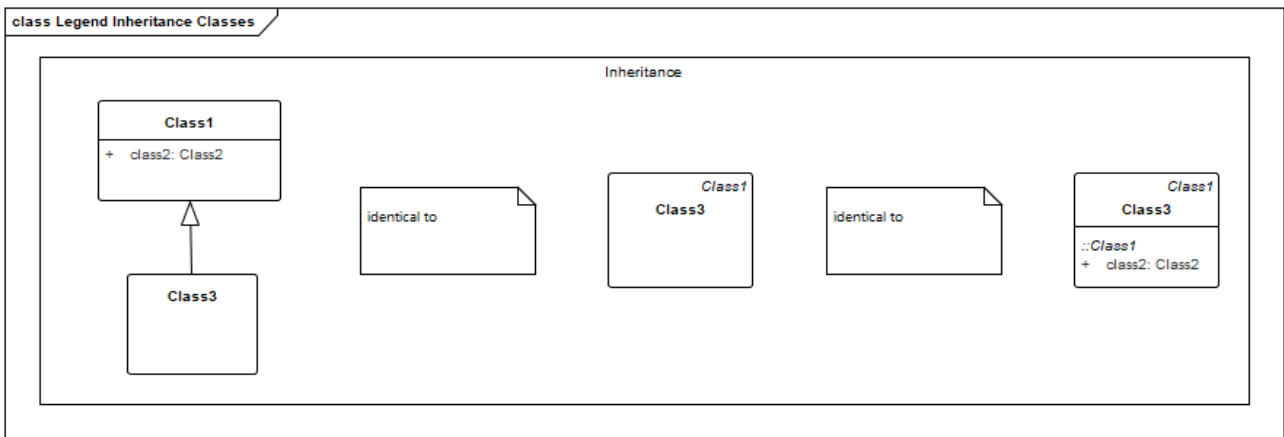 class Legend Inheritance Classes
Inheritance
Class1
+ class2: Class2
Class3
identical to
Class1
Class3
identical to
Class1
Class3
::Class1
+ class2: Class2